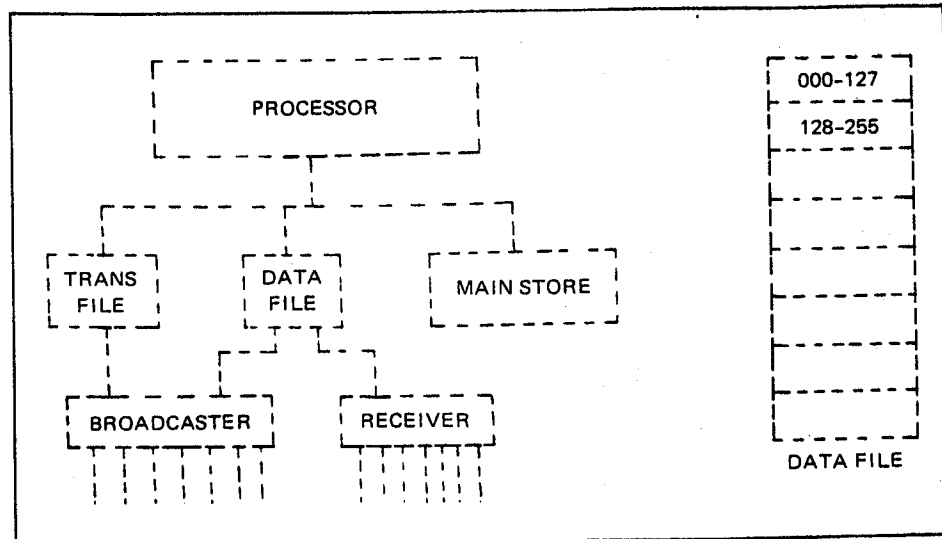 PROCESSOR
TRANS
FILE
DATA
FILE
MAIN STORE
BROADCASTER
RECEIVER
000-127
128-255
DATA FILE